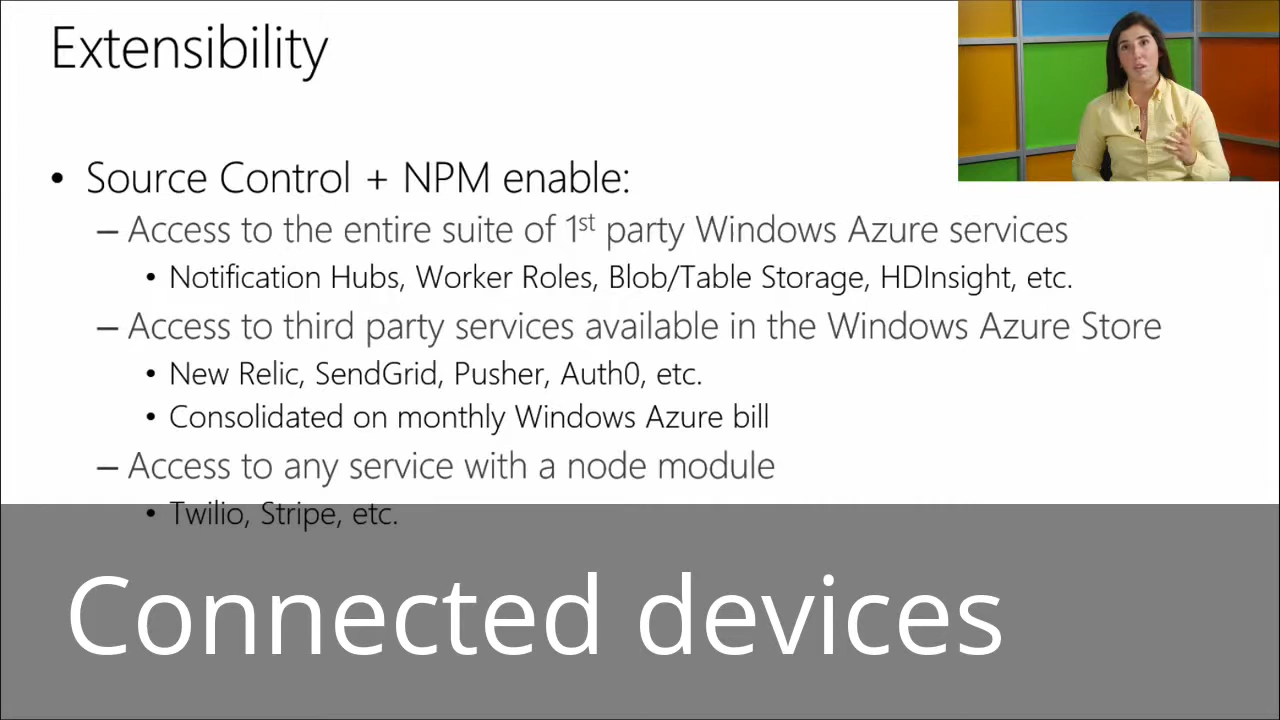 Extensibility
• Source Control + NPM enable:
– Access to the entire suite of 1st party Windows Azure services
• Notification Hubs, Worker Roles, Blob/Table Storage, HDInsight, etc.
– Access to third party services available in the Windows Azure Store
• New Relic, SendGrid, Pusher, Auth0, etc.
• Consolidated on monthly Windows Azure bill
– Access to any service with a node module
• Twilio, Stripe, etc.
Connected devices